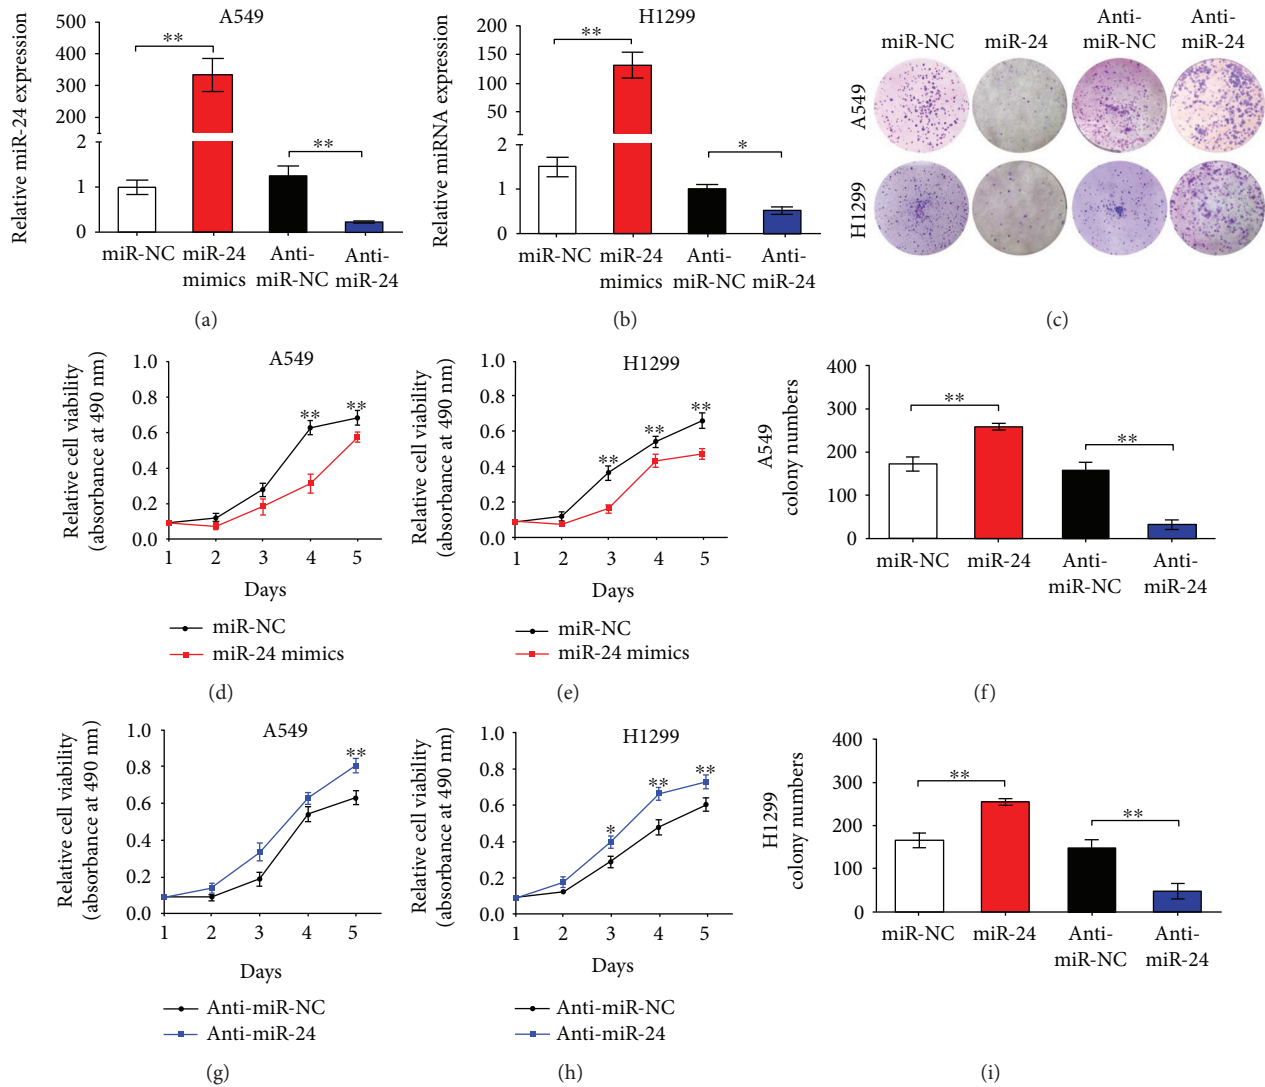 A549
Relative miR-24 expression
500
400
300
200
100
2
1
0
**
**
miR-NC
miR-24 mimics
Anti-miR-NC
Anti-miR-24
(a)
H1299
Relative miRNA expression
150
100
50
2
1
0
**
*
miR-NC
miR-24 mimics
Anti-miR-NC
Anti-miR-24
(b)
miR-NC
miR-24
Anti-miR-NC
Anti-miR-24
A549
H1299
(c)
A549
Relative cell viability
(absorbance at 490 nm)
1.0
0.8
0.6
0.4
0.2
0.0
** **
1 2 3 4 5
Days
miR-NC
miR-24 mimics
(d)
H1299
Relative cell viability
(absorbance at 490 nm)
1.0
0.8
0.6
0.4
0.2
0.0
** ** **
1 2 3 4 5
Days
miR-NC
miR-24 mimics
(e)
A549
colony numbers
400
300
200
100
0
**
**
miR-NC
miR-24
Anti-miR-NC
Anti-miR-24
(f)
A549
Relative cell viability
(absorbance at 490 nm)
1.0
0.8
0.6
0.4
0.2
0.0
**
1 2 3 4 5
Days
Anti-miR-NC
Anti-miR-24
(g)
H1299
Relative cell viability
(absorbance at 490 nm)
1.0
0.8
0.6
0.4
0.2
0.0
* ** **
1 2 3 4 5
Days
Anti-miR-NC
Anti-miR-24
(h)
H1299
colony numbers
400
300
200
100
0
**
**
miR-NC
miR-24
Anti-miR-NC
Anti-miR-24
(i)